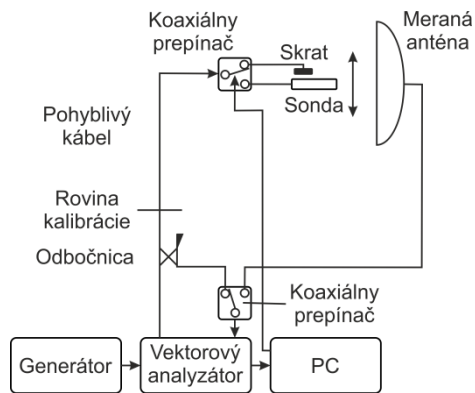 Koaxiálny
prepínač
Meraná
anténa
Skrat
Sonda
Pohyblivý
kábel
Rovina
kalibrácie
Odbočnica
Koaxiálny
prepínač
Generátor
Vektorový
analyzátor
PC